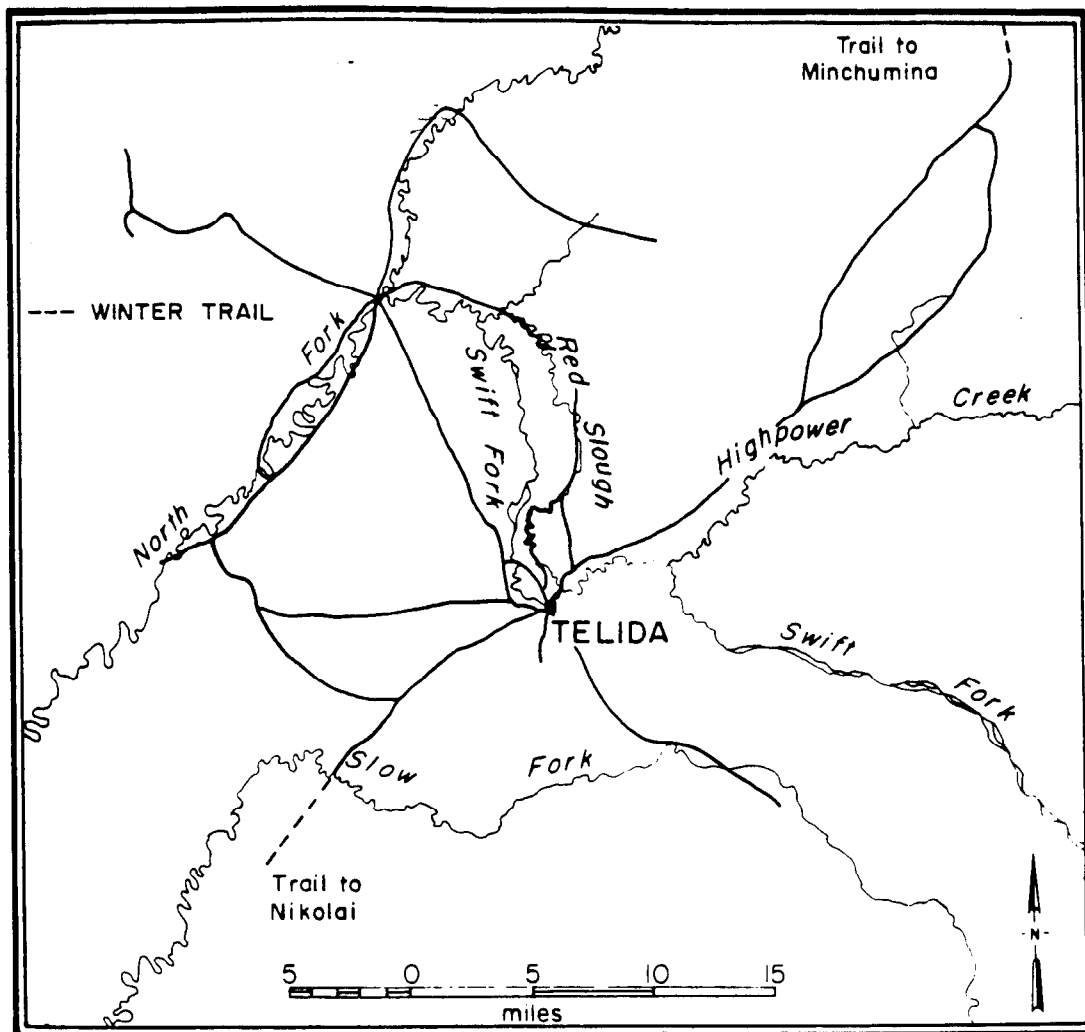 Trail to
Minchumina
--- WINTER TRAIL
Fork
Red
Swift Fork
Slough
Creek
Highpower
North
TELIDA
Swift
Fork
Slow
Fork
Trail to
Nikolai
N
5 0 5 10 15
miles